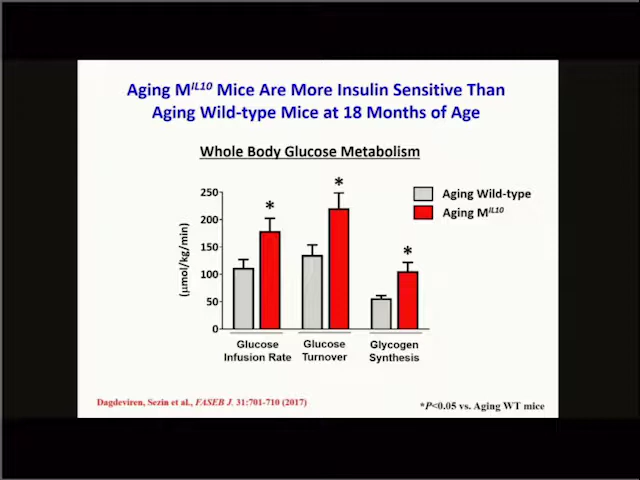 Aging M^IL10 Mice Are More Insulin Sensitive Than
Aging Wild-type Mice at 18 Months of Age
Whole Body Glucose Metabolism
250
200
150
100
50
0
(μmol/kg/min)
*
*
*
Aging Wild-type
Aging M^IL10
Glucose
Infusion Rate
Glucose
Turnover
Glycogen
Synthesis
Dagdeviren, Sezin et al., FASEB J. 31:701-710 (2017)
*P<0.05 vs. Aging WT mice